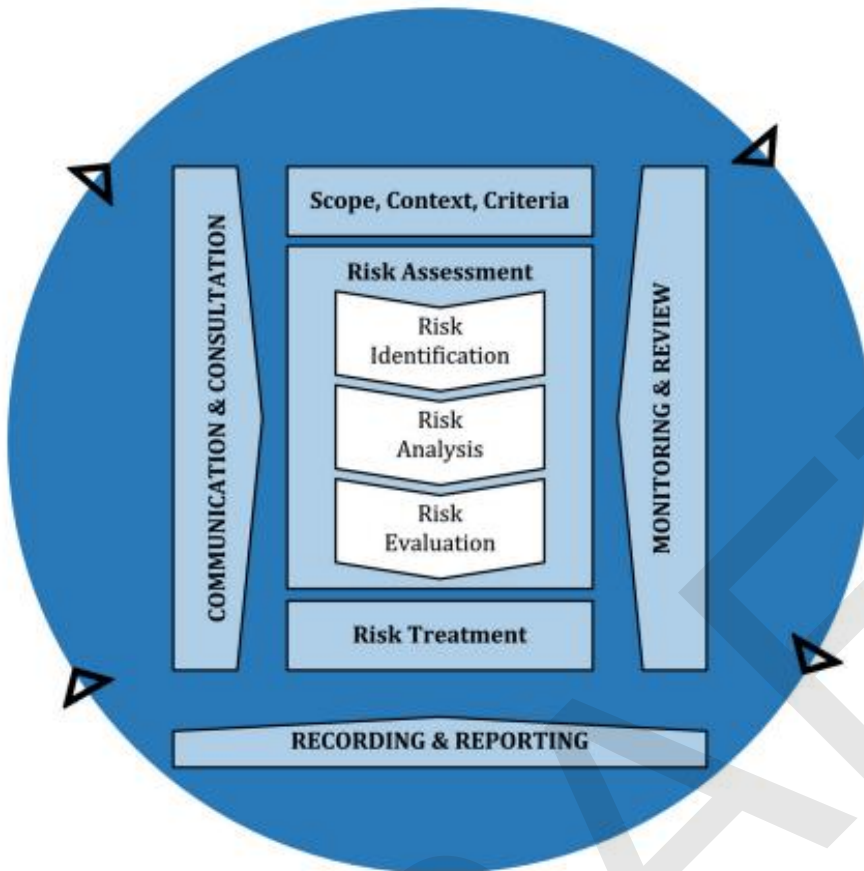 Scope, Context, Criteria
Risk Assessment
Risk
Identification
Risk
Analysis
Risk
Evaluation
Risk Treatment
COMMUNICATION & CONSULTATION
MONITORING & REVIEW
RECORDING & REPORTING